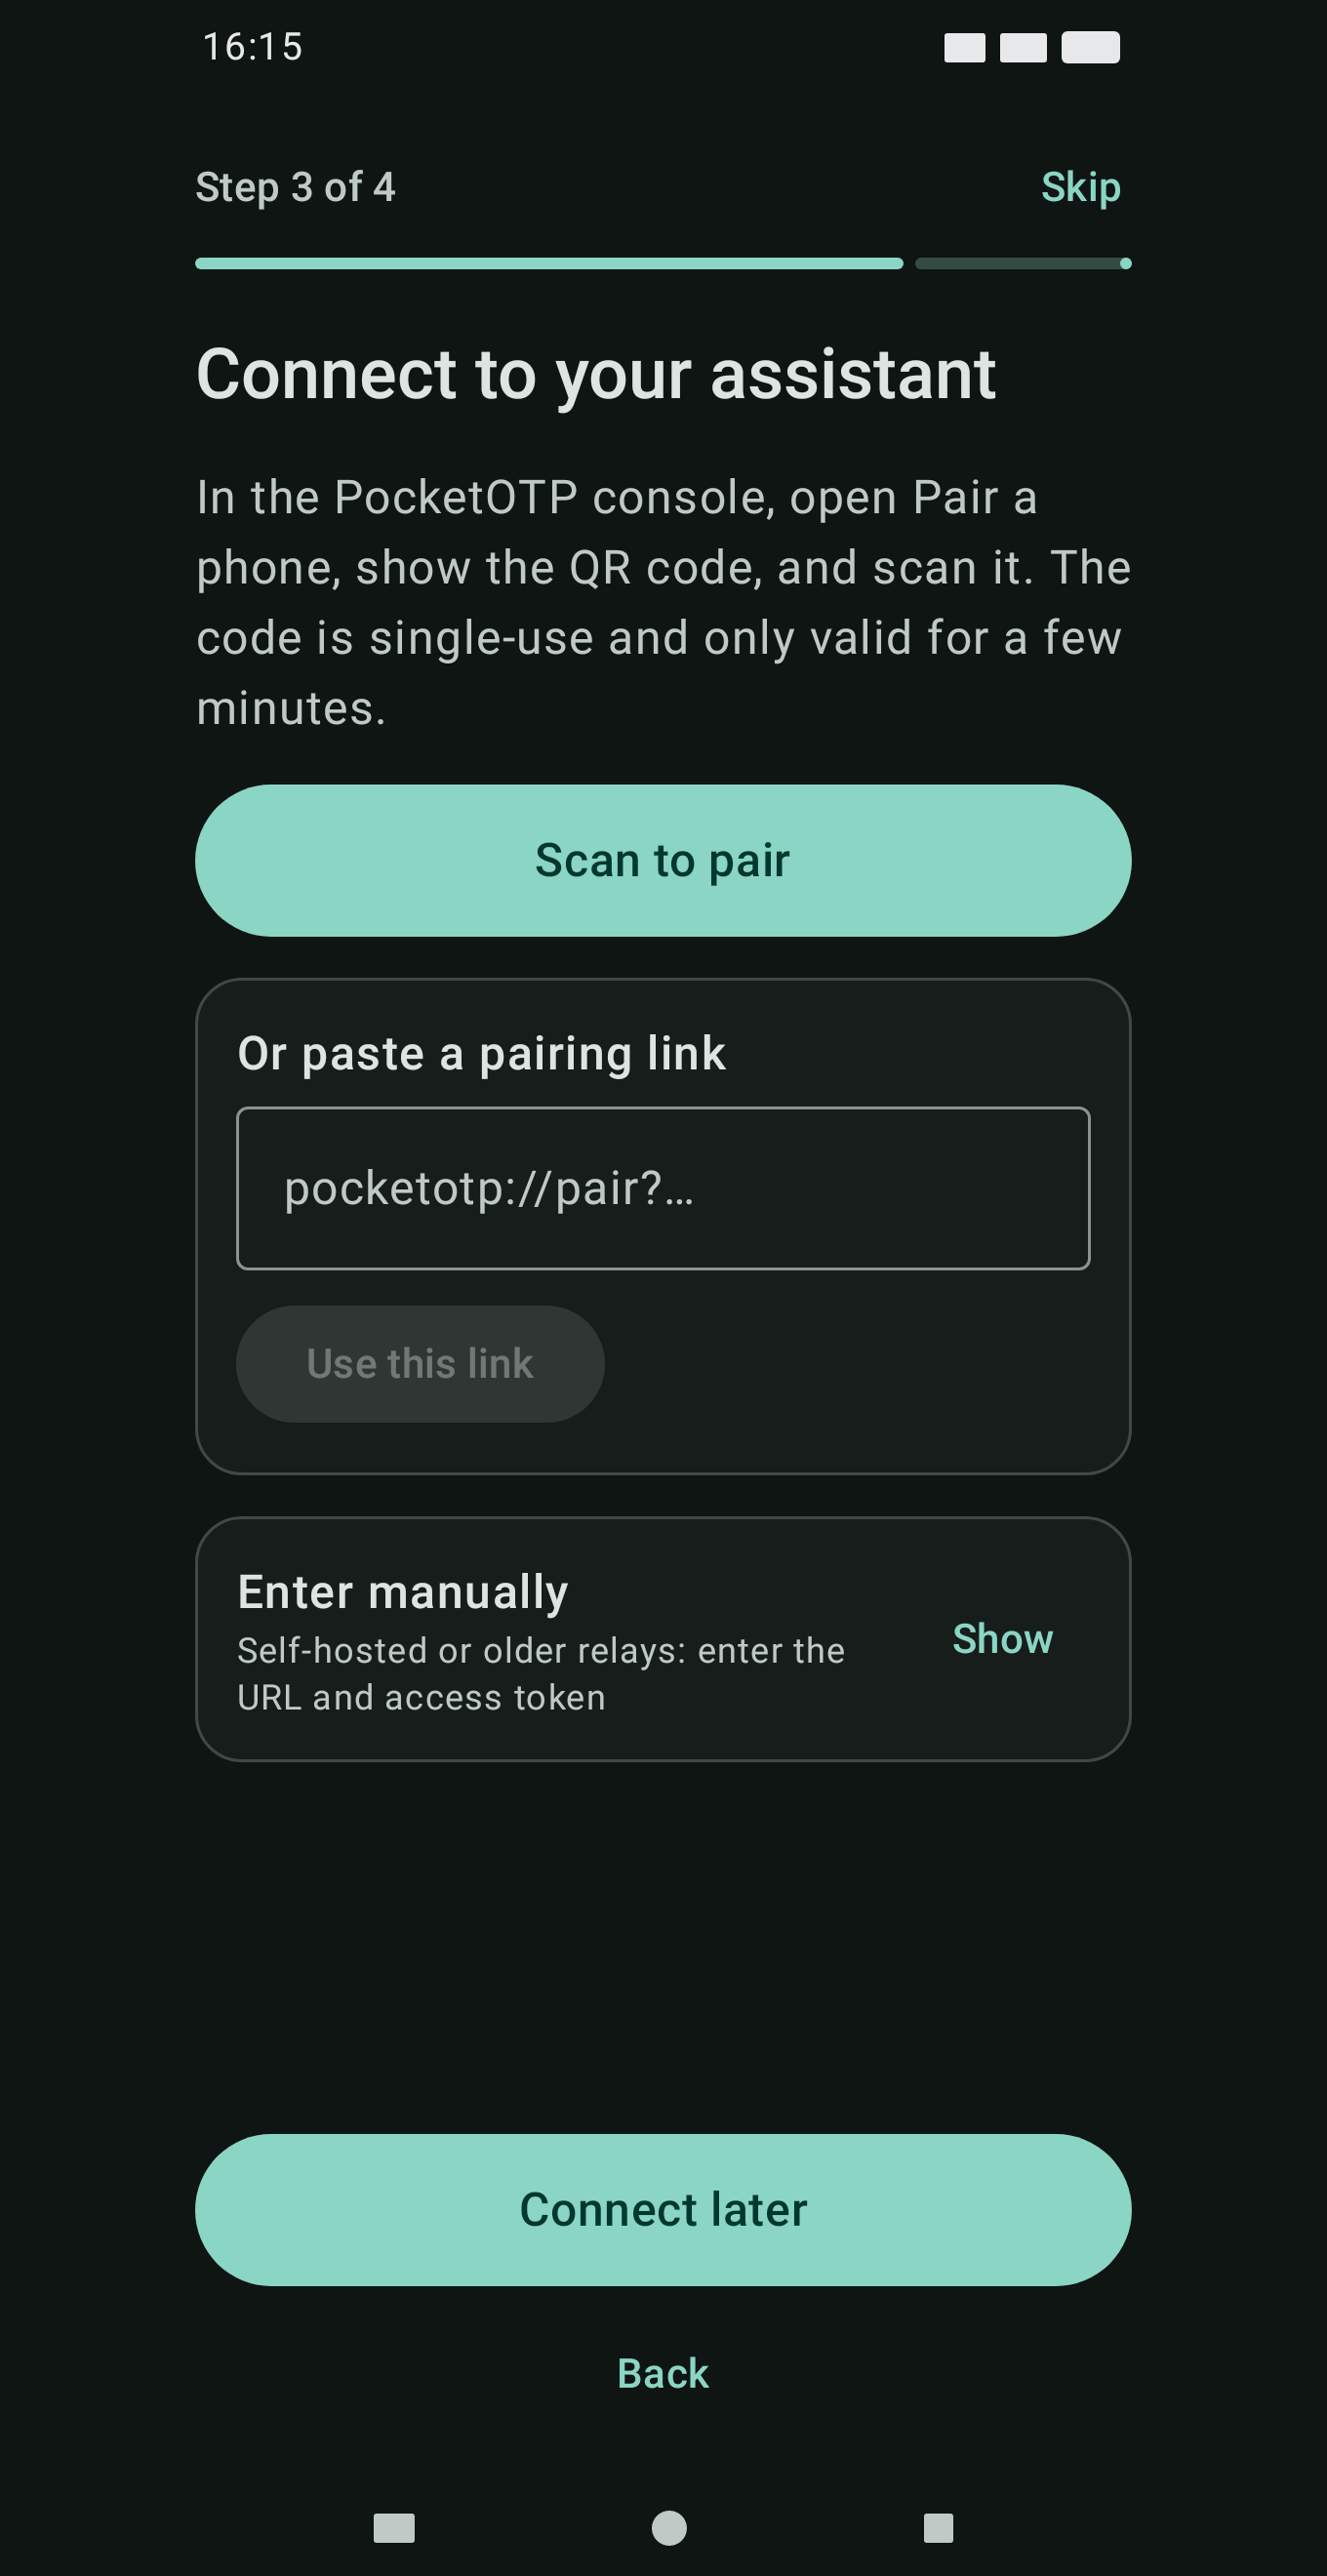 16:15
Step 3 of 4
Skip
Connect to your assistant
In the PocketOTP console, open Pair a
phone, show the QR code, and scan it. The
code is single-use and only valid for a few
minutes.
Scan to pair
Or paste a pairing link
pocketotp://pair?…
Use this link
Enter manually
Self-hosted or older relays: enter the
URL and access token
Show
Connect later
Back